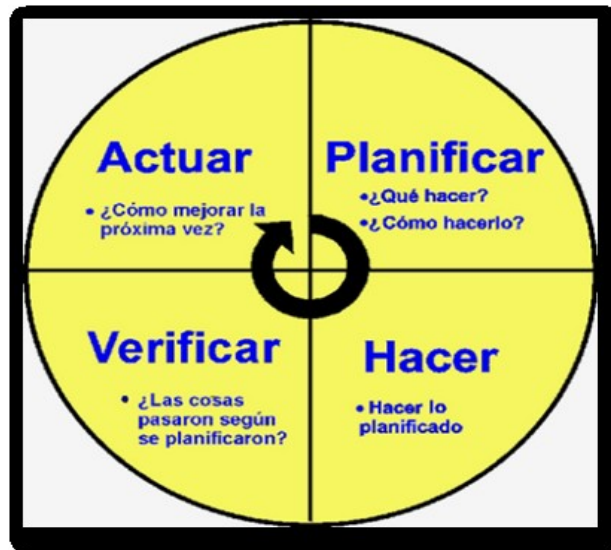 Actuar
• ¿Cómo mejorar la
próxima vez?
Planificar
•¿Qué hacer?
•¿Cómo hacerlo?
Verificar
• ¿Las cosas
pasaron según
se planificaron?
Hacer
• Hacer lo
planificado